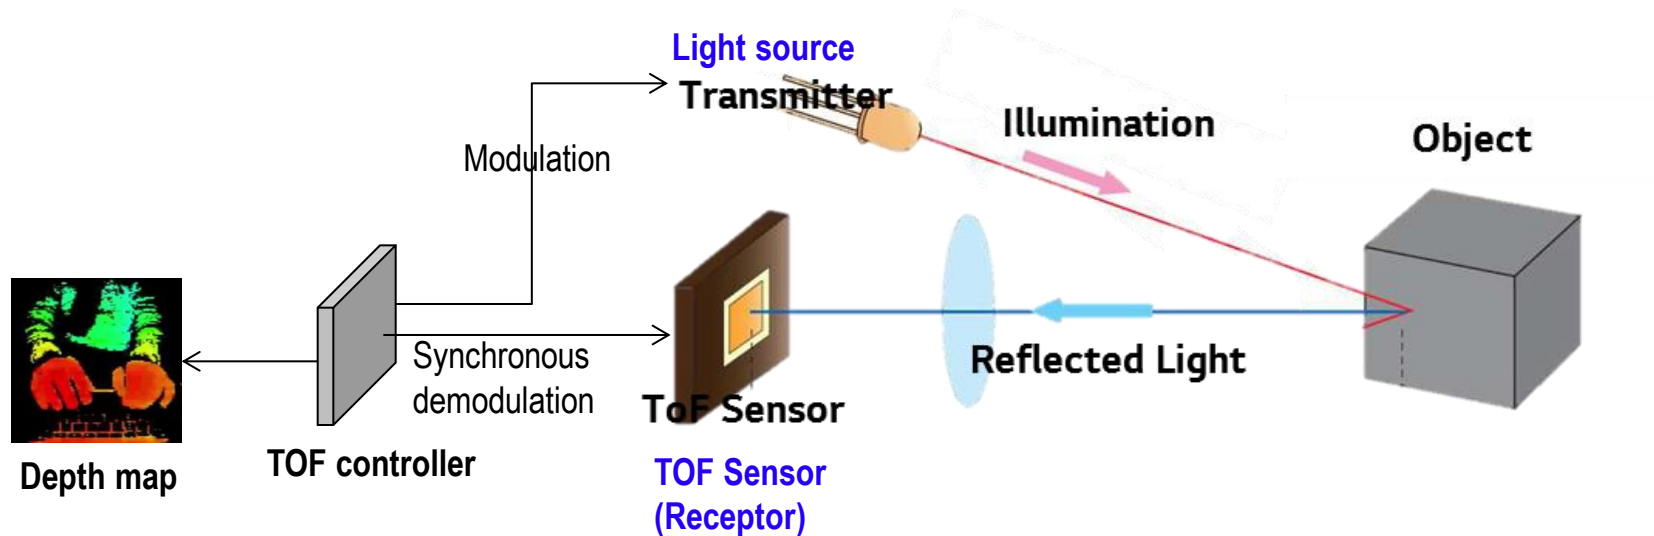 Light source
Transmitter
Illumination
Object
Modulation
Synchronous
demodulation
Reflected Light
ToF Sensor
TOF controller
Depth map
TOF Sensor
(Receptor)